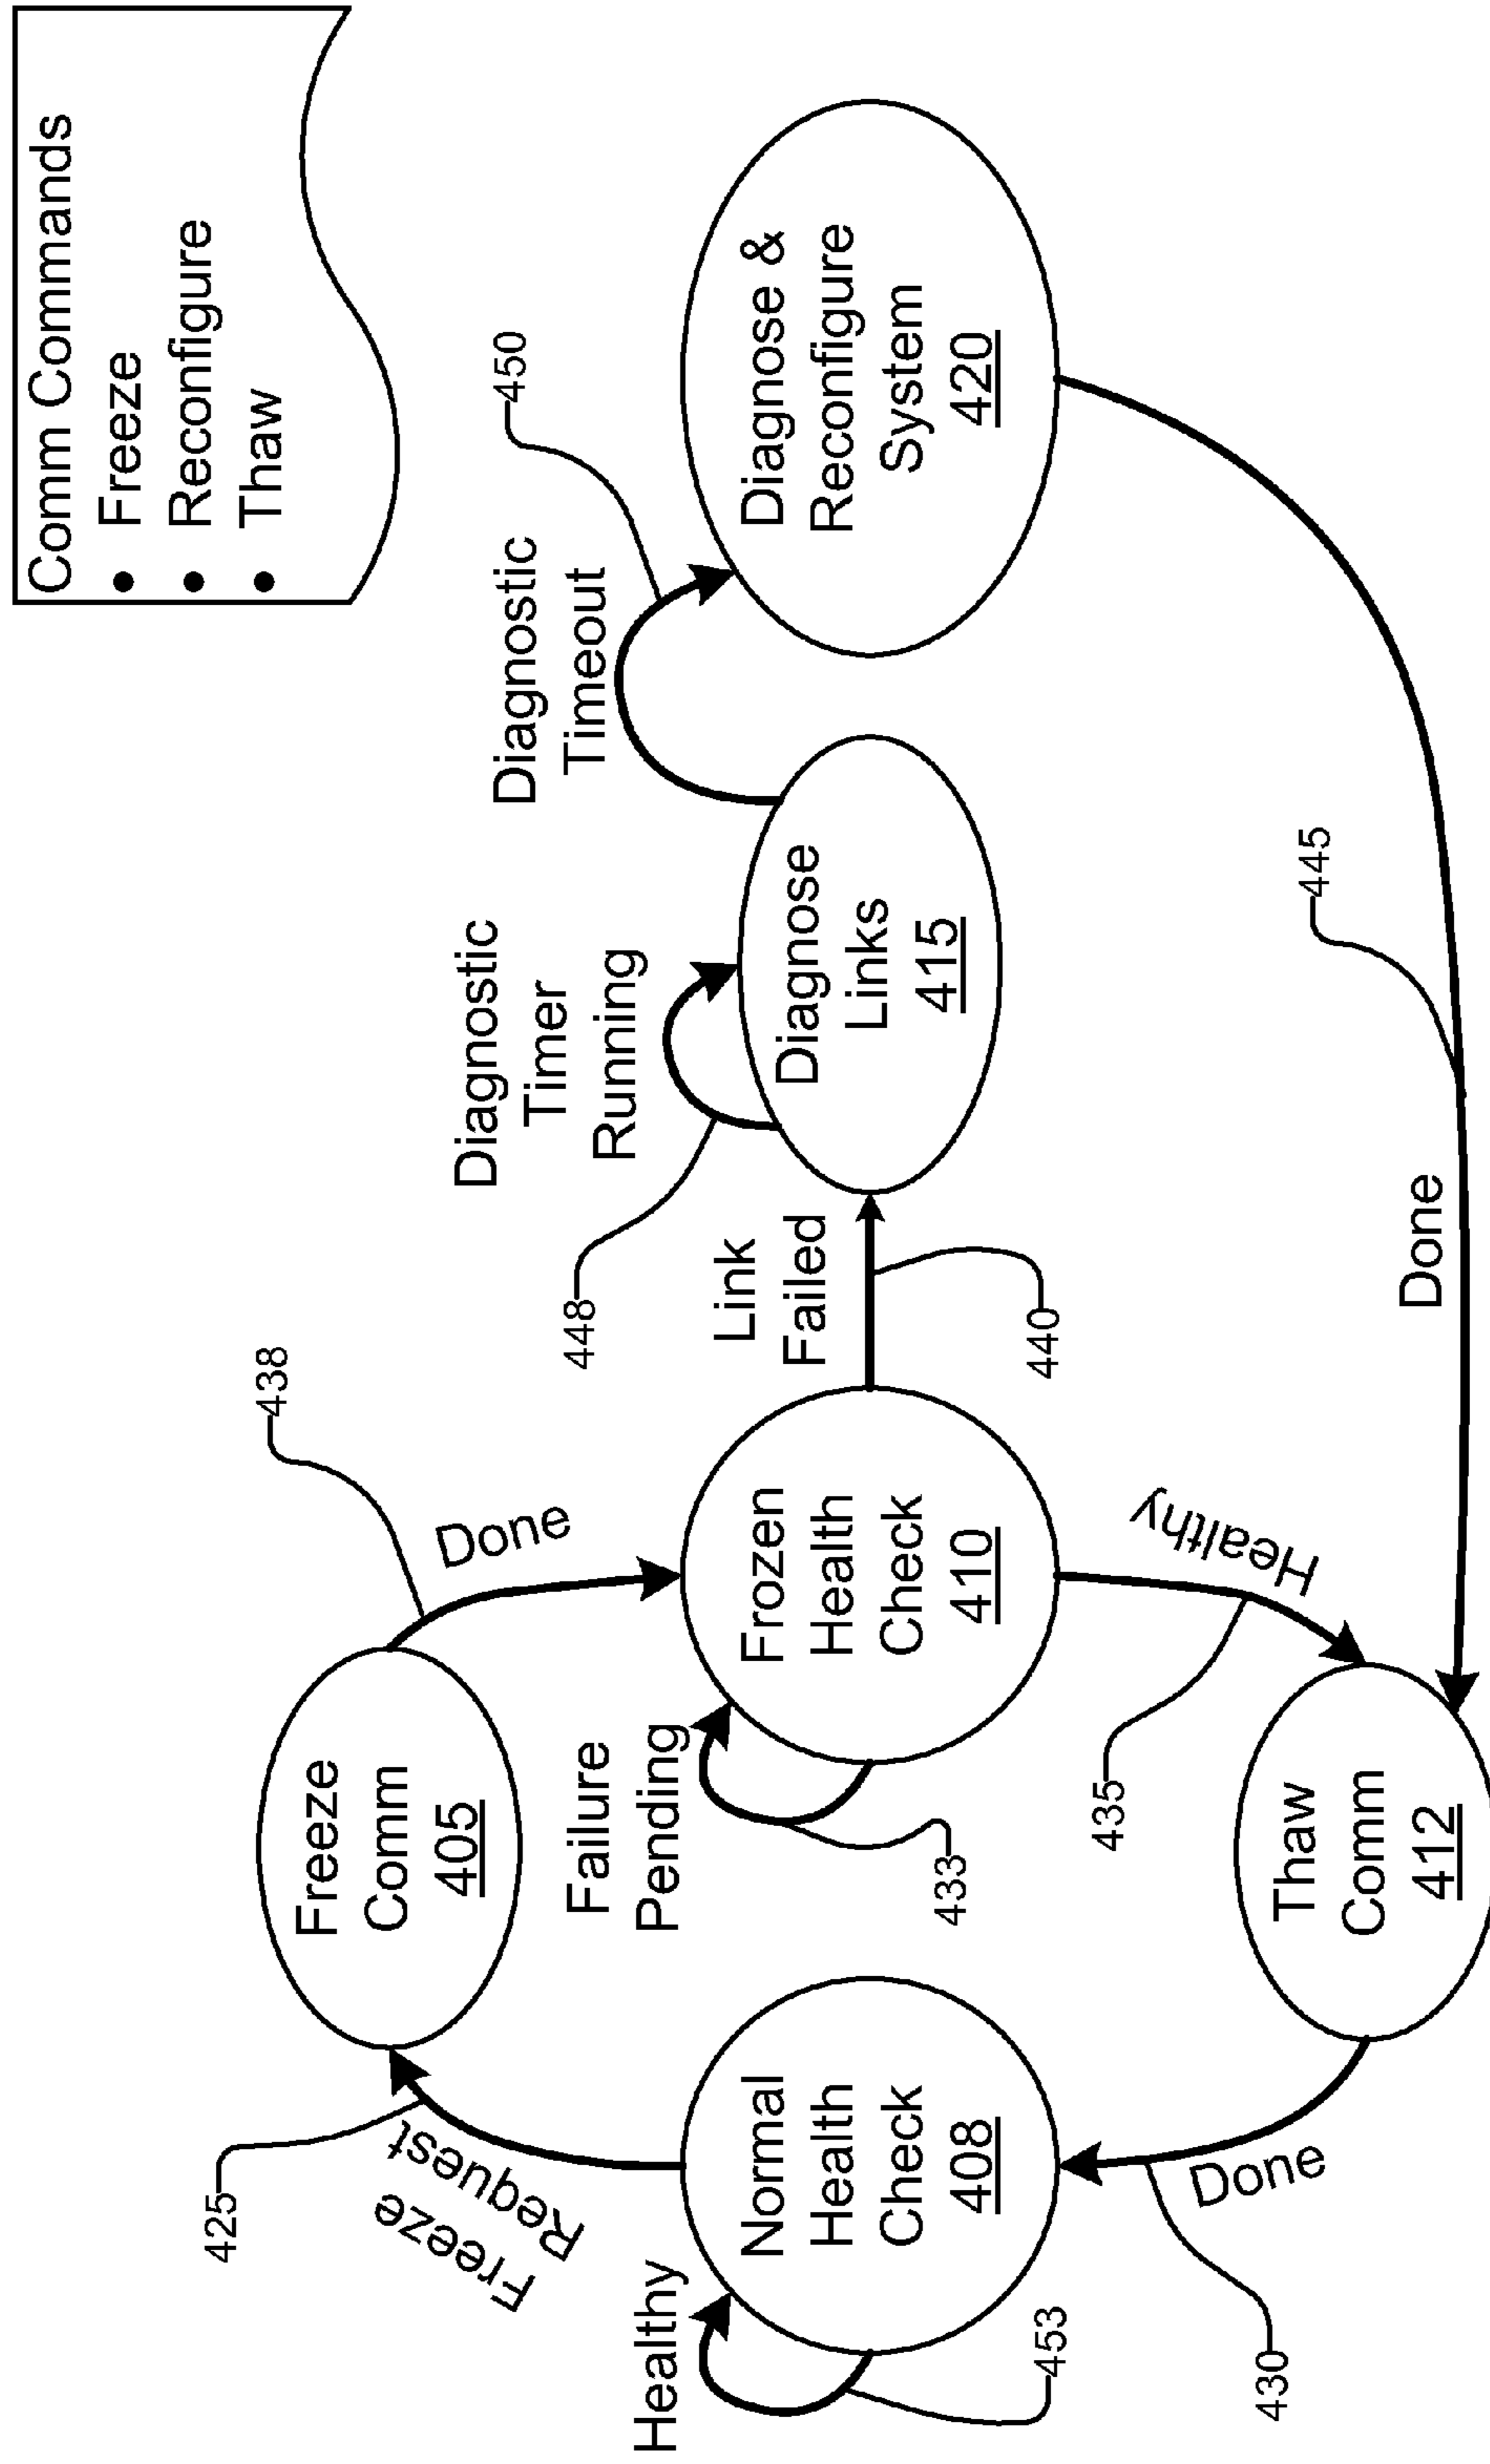 Comm Commands
• Freeze
• Reconfigure
• Thaw
425
Freeze
Request
Freeze
Comm
405
438
Done
Healthy
Normal
Health
Check
408
453
430
Done
Failure
Pending
433
Frozen
Health
Check
410
435
Healthy
Thaw
Comm
412
Link
Failed
440
448
Diagnostic
Timer
Running
Diagnose
Links
415
Diagnostic
Timeout
450
Diagnose &
Reconfigure
System
420
445
Done